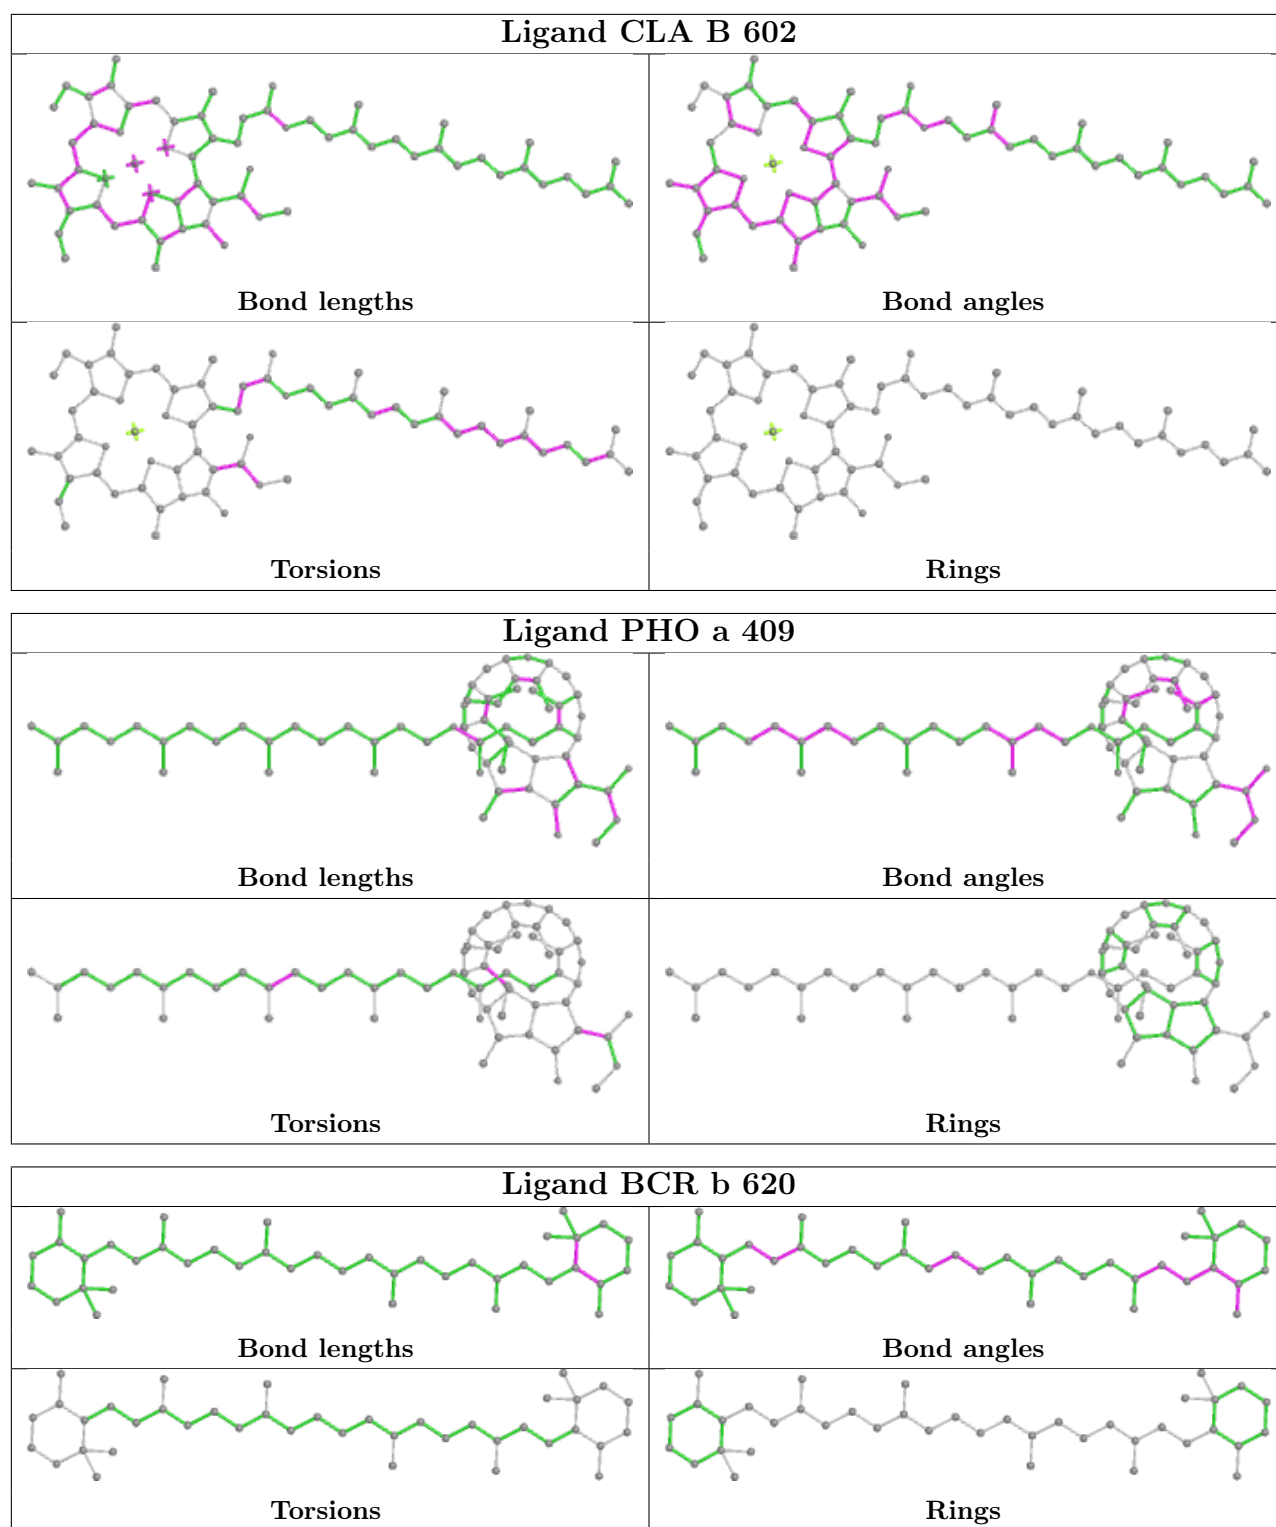 Ligand CLA B 602
Bond lengths
Bond angles
Torsions
Rings
Ligand PHO a 409
Bond lengths
Bond angles
Torsions
Rings
Ligand BCR b 620
Bond lengths
Bond angles
Torsions
Rings